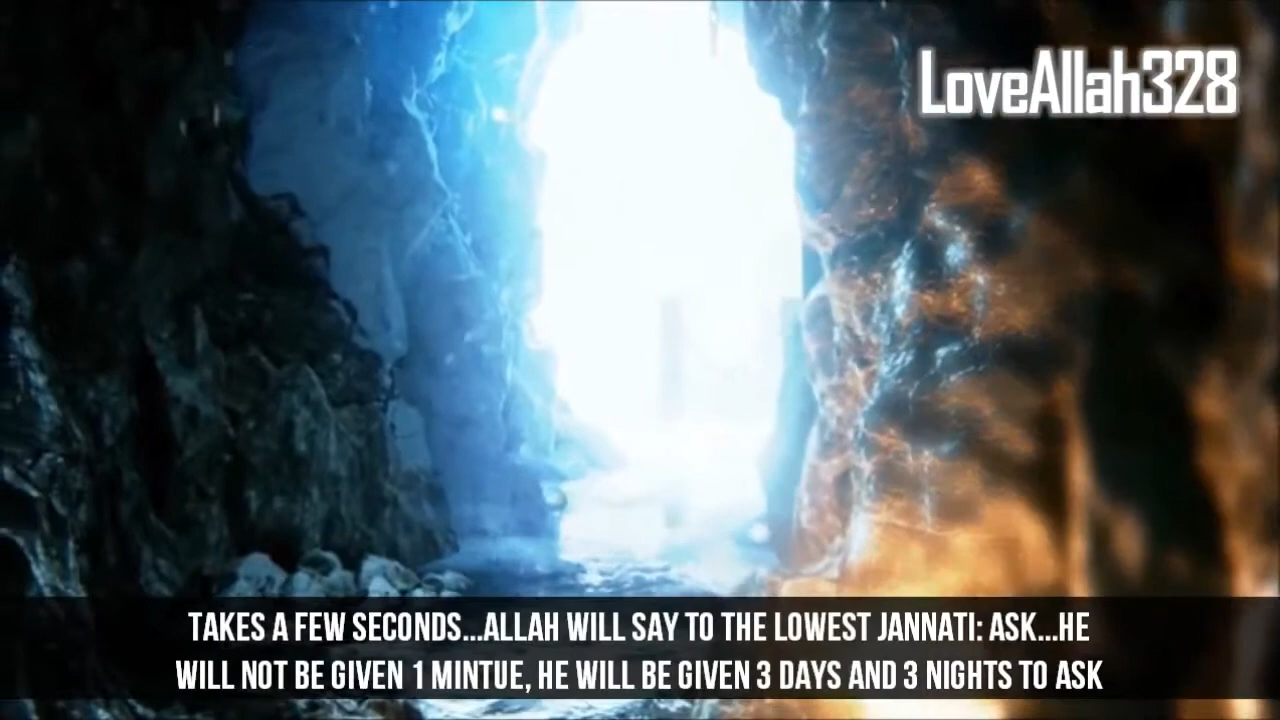 LoveAllah328
TAKES A FEW SECONDS...ALLAH WILL SAY TO THE LOWEST JANNATI: ASK...HE
WILL NOT BE GIVEN 1 MINTUE, HE WILL BE GIVEN 3 DAYS AND 3 NIGHTS TO ASK